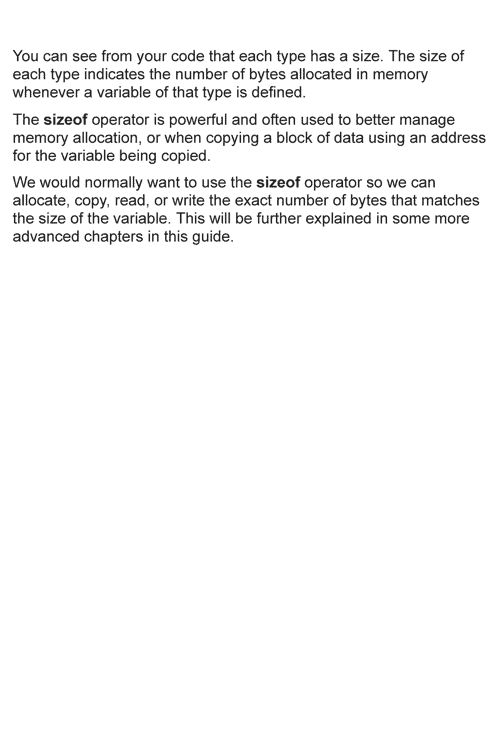 You can see from your code that each type has a size. The size of
each type indicates the number of bytes allocated in memory
whenever a variable of that type is defined.
The sizeof operator is powerful and often used to better manage
memory allocation, or when copying a block of data using an address
for the variable being copied.
We would normally want to use the sizeof operator so we can
allocate, copy, read, or write the exact number of bytes that matches
the size of the variable. This will be further explained in some more
advanced chapters in this guide.